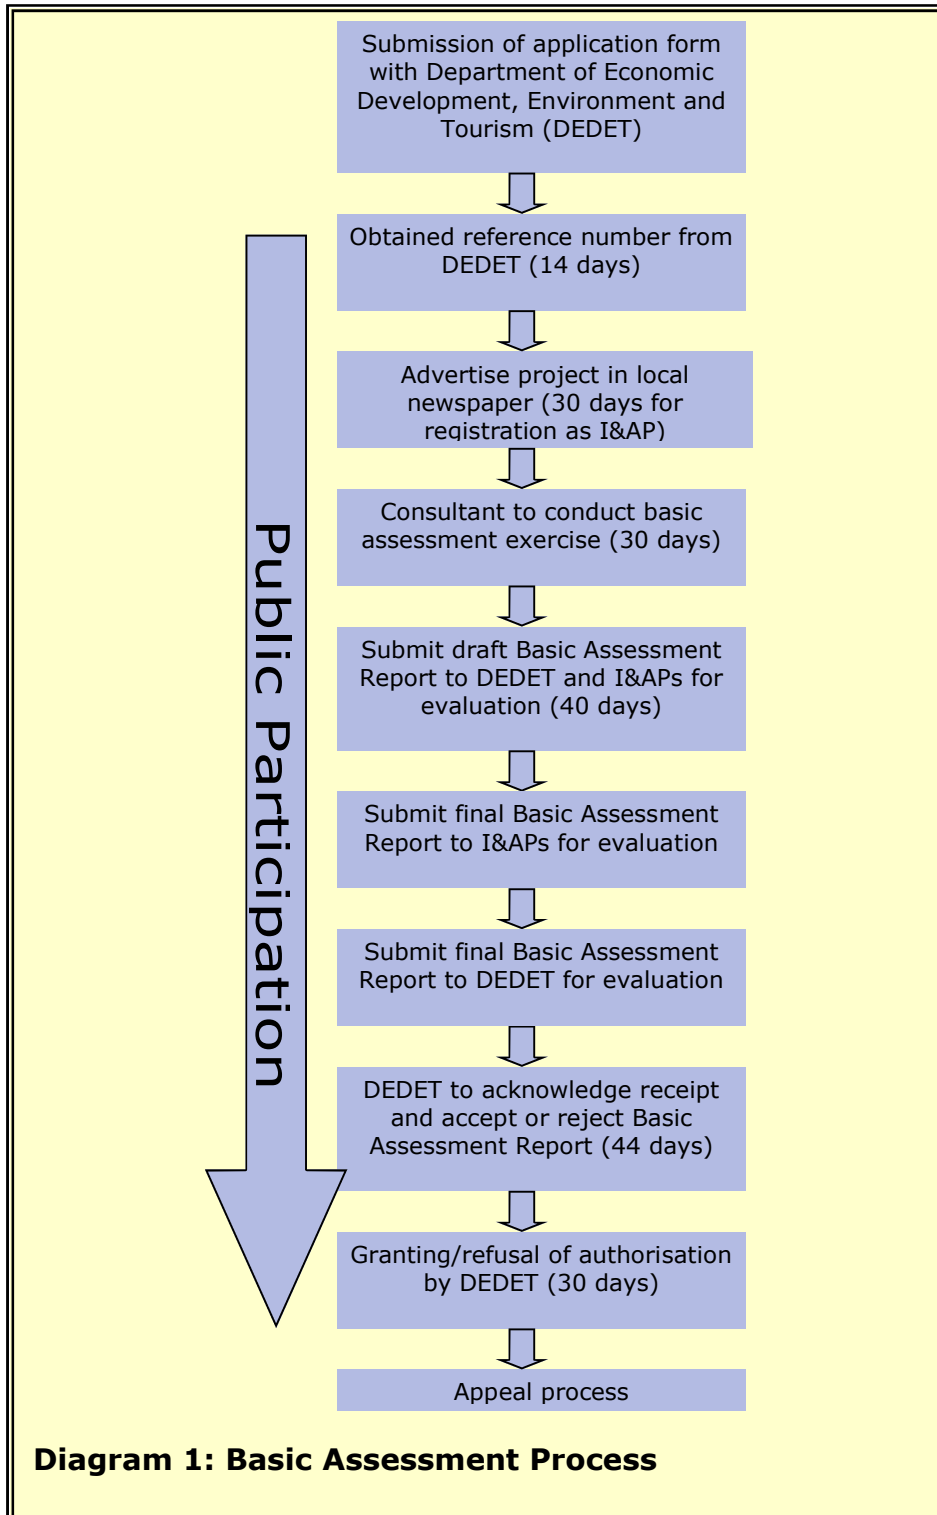 Submission of application form
with Department of Economic
Development, Environment and
Tourism (DEDET)
Obtained reference number from
DEDET (14 days)
Advertise project in local
newspaper (30 days for
registration as I&AP)
Consultant to conduct basic
assessment exercise (30 days)
Submit draft Basic Assessment
Report to DEDET and I&APs for
evaluation (40 days)
Submit final Basic Assessment
Report to I&APs for evaluation
Submit final Basic Assessment
Report to DEDET for evaluation
DEDET to acknowledge receipt
and accept or reject Basic
Assessment Report (44 days)
Granting/refusal of authorisation
by DEDET (30 days)
Appeal process
Public Participation
Diagram 1: Basic Assessment Process